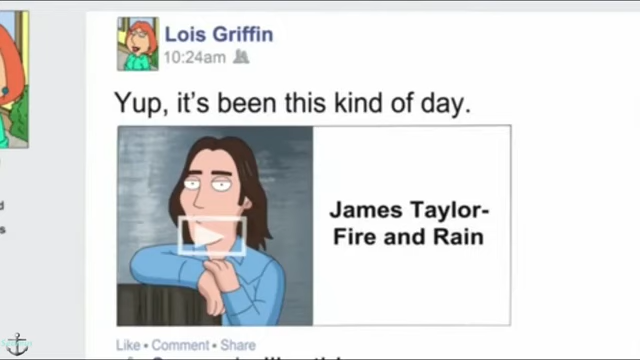 Lois Griffin
10:24am
Yup, it's been this kind of day.
James Taylor-
Fire and Rain
Like • Comment • Share